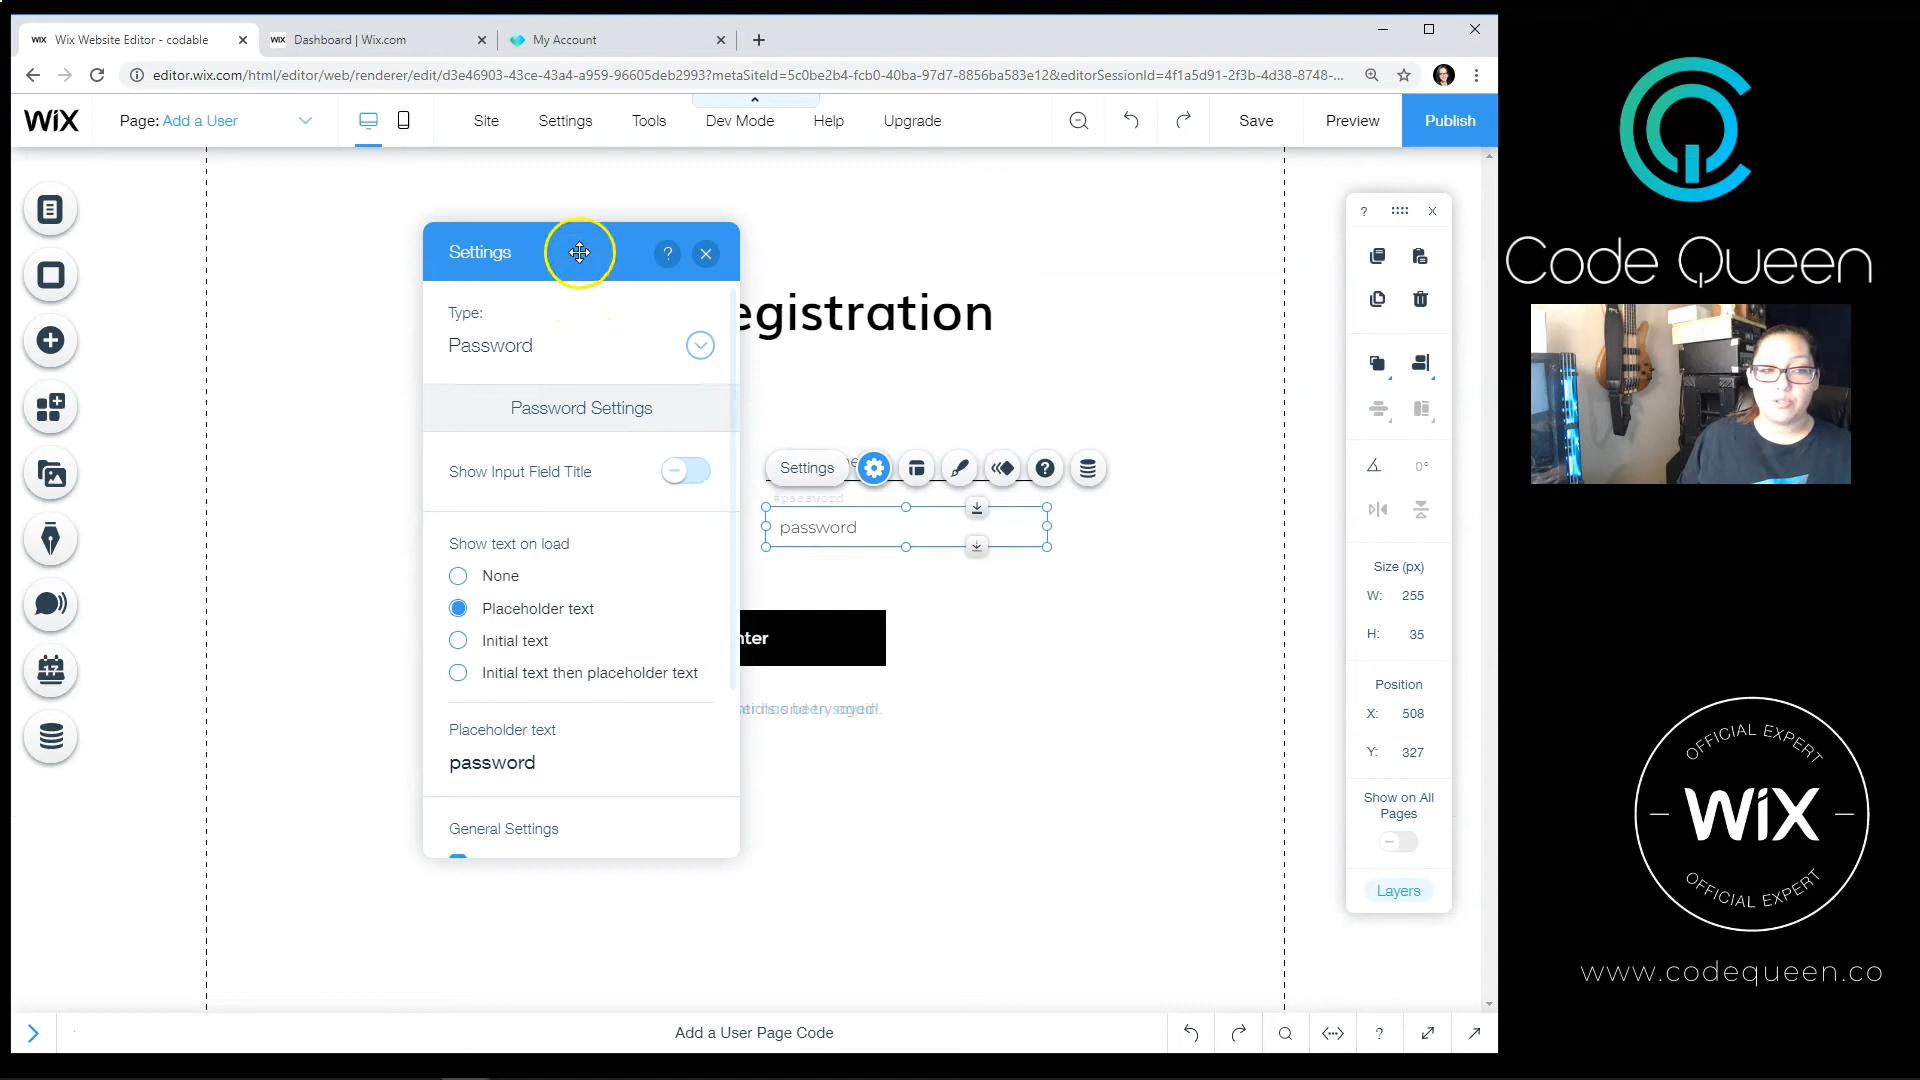 WIX Wix Website Editor - codable
WIX Dashboard | Wix.com
My Account
editor.wix.com/html/editor/web/renderer/edit/d3e46903-43ce-43a4-a959-96605deb2993?metaSiteId=5c0be2b4-fcb0-40ba-97d7-8856ba583e12&editorSessionId=4f1a5d91-2f3b-4d38-8748-...
WiX
Page: Add a User
Site
Settings
Tools
Dev Mode
Help
Upgrade
Save
Preview
Publish
Settings
?
Type:
Password
Password Settings
Show Input Field Title
Show text on load
None
Placeholder text
Initial text
Initial text then placeholder text
Placeholder text
password
General Settings
egistration
Settings
?
#password
password
nter
17
?
0°
Size (px)
W: 255
H: 35
Position
X: 508
Y: 327
Show on All
Pages
Layers
Add a User Page Code
?
Code Queen
OFFICIAL EXPERT
WiX
OFFICIAL EXPERT
www.codequeen.co